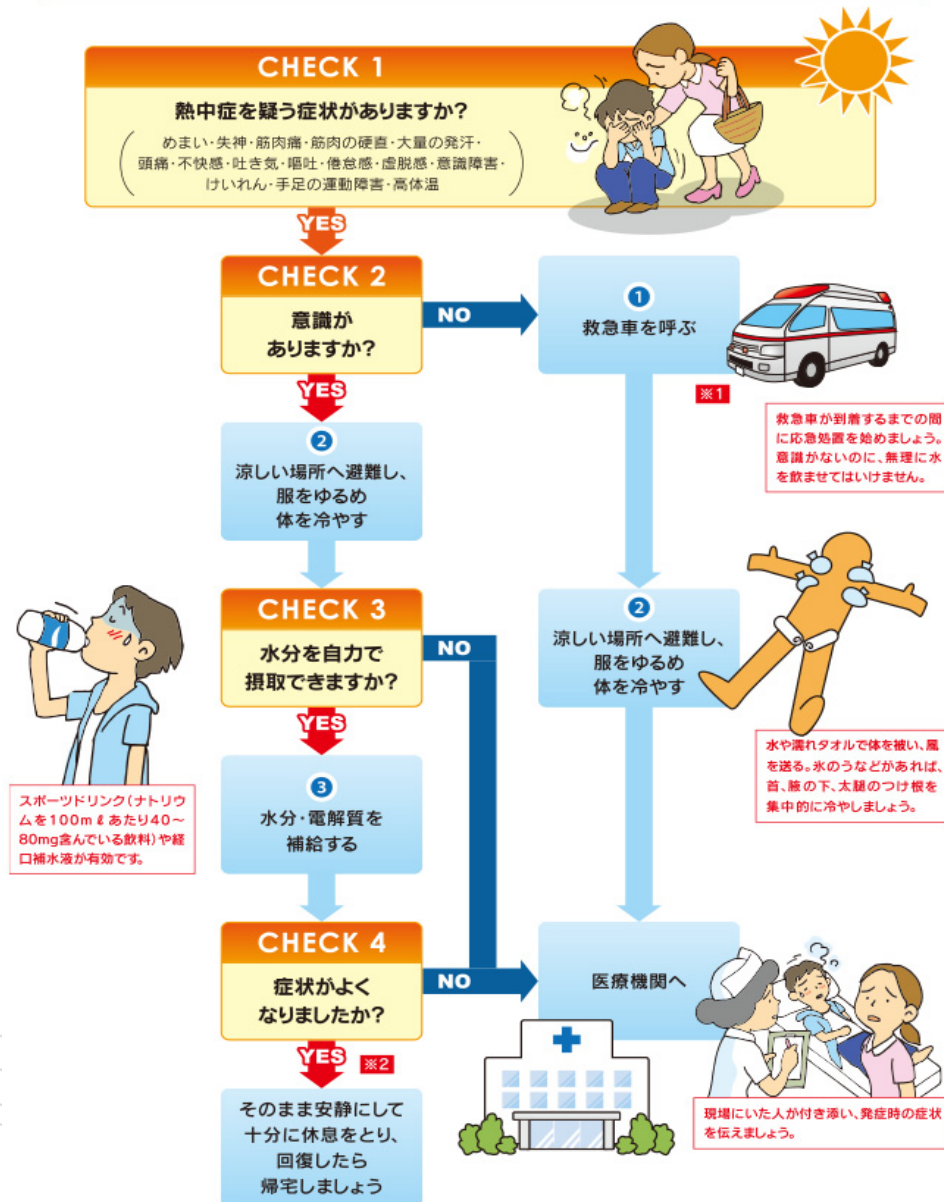 CHECK 1
熱中症を疑う症状がありますか?
めまい・失神・筋肉痛・筋肉の硬直・大量の発汗・
頭痛・不快感・吐き気・嘔吐・倦怠感・虚脱感・意識障害・
けいれん・手足の運動障害・高体温
YES
CHECK 2
意識が
ありますか?
NO
1
救急車を呼ぶ
※1
救急車が到着するまでの間
に応急処置を始めましょう。
意識がないのに、無理に水
を飲ませてはいけません。
YES
2
涼しい場所へ避難し、
服をゆるめ
体を冷やす
CHECK 3
水分を自力で
摂取できますか?
NO
2
涼しい場所へ避難し、
服をゆるめ
体を冷やす
水や濡れタオルで体を被い、風
を送る。氷のうなどがあれば、
首、腋の下、太腿のつけ根を
集中的に冷やしましょう。
YES
スポーツドリンク(ナトリウ
ムを100mℓあたり40〜
80mg含んでいる飲料)や経
口補水液が有効です。
3
水分・電解質を
補給する
CHECK 4
症状がよく
なりましたか?
NO
医療機関へ
現場にいた人が付き添い、発症時の症状
を伝えましょう。
YES
※2
そのまま安静にして
十分に休息をとり、
回復したら
帰宅しましょう